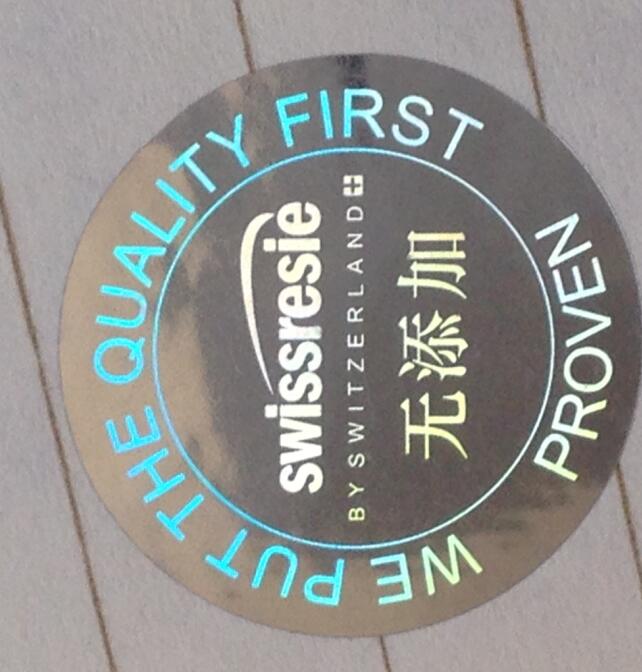 WE PUT THE QUALITY FIRST
swissresie
BY SWITZERLAND
无添加
PROVEN